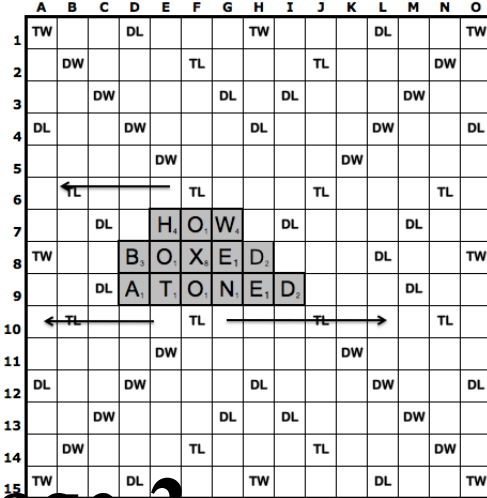 A B C D E F G H I J K L M N O
1 TW DL TW DL TW
2 DW TL TL DW
3 DW DL DL DW
4 DL DW DL DW DL
5 DW DW
6 TL TL TL TL
7 DL H4 O1 W4 DL DL
8 TW B3 O1 X8 E1 D2 DL TW
9 DL A1 T1 O1 N1 E1 D2 DL
10 TL TL TL TL
11 DW DW
12 DL DW DL DW DL
13 DW DL DL DW
14 DW TL TL DW
15 TW DL TW DL TW